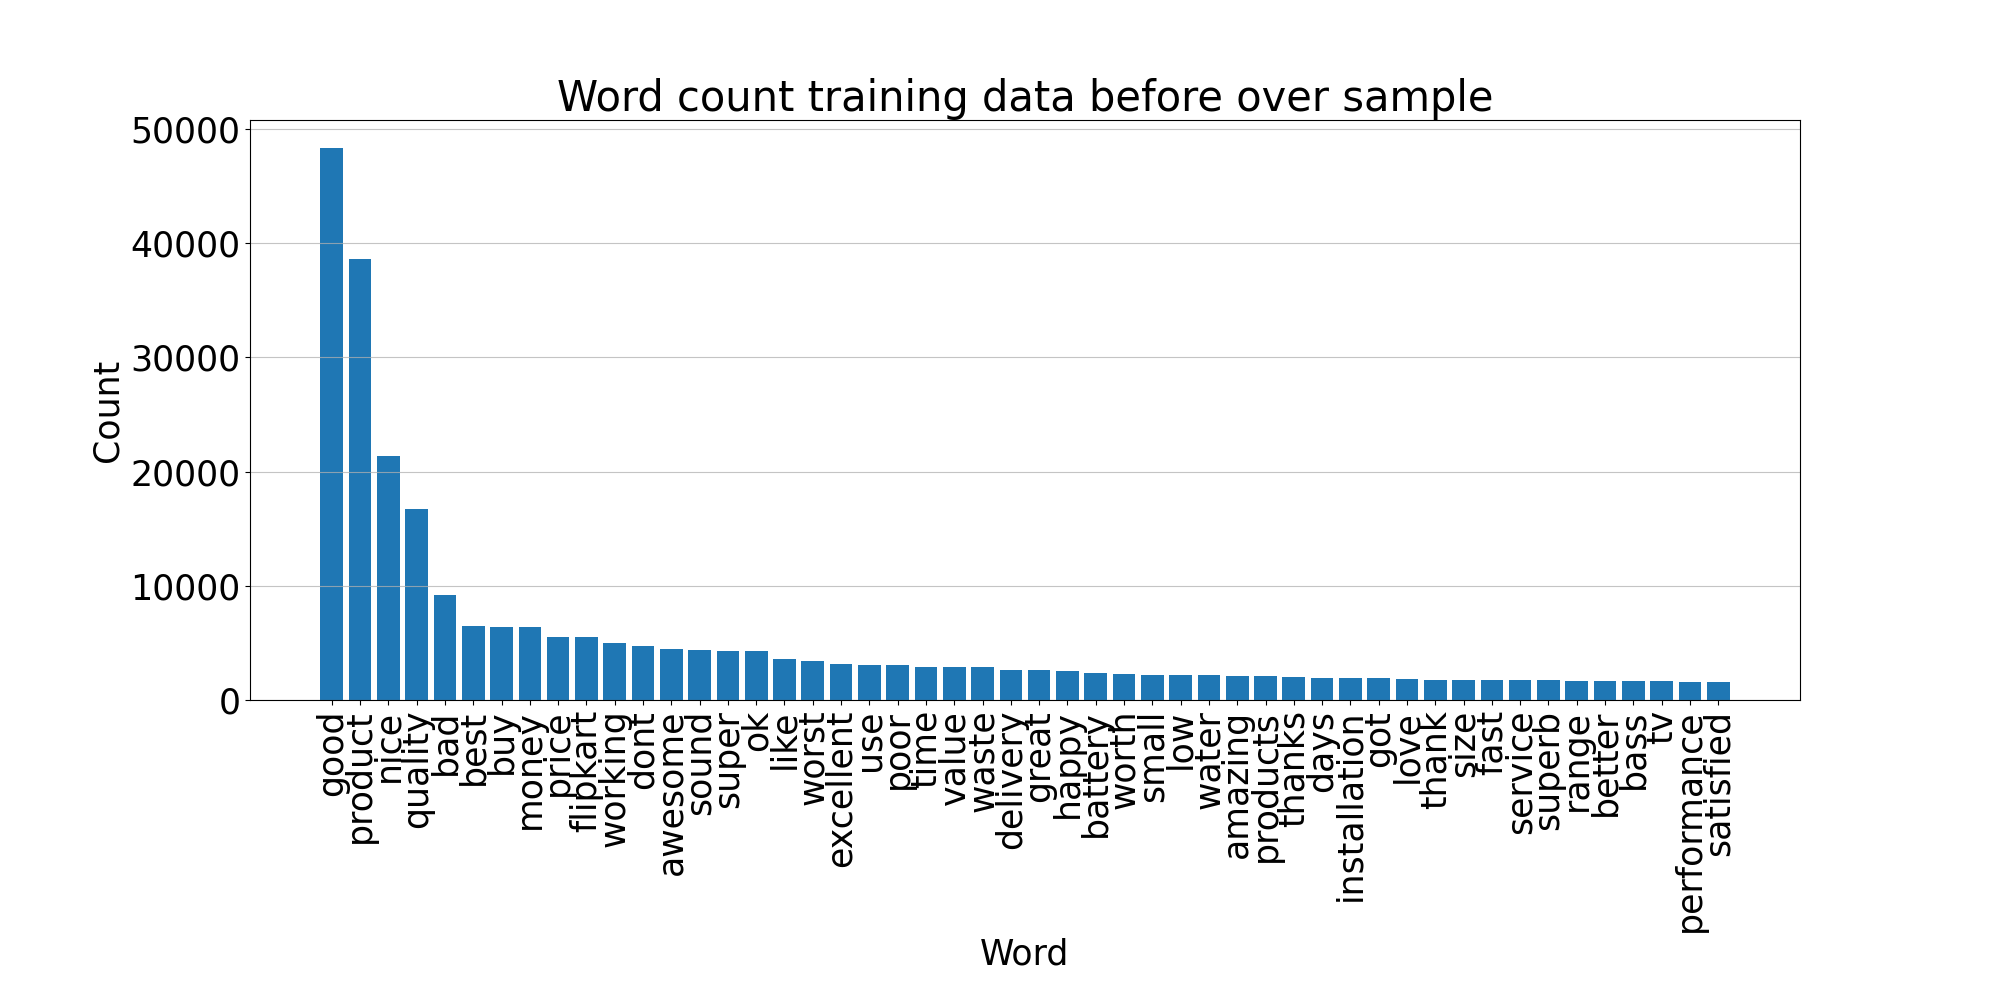 Word count training data before over sample
Count
50000
40000
30000
20000
10000
0
good
product
nice
quality
bad
best
buy
money
price
flipkart
working
dont
awesome
sound
super
ok
like
worst
excellent
use
poor
time
value
waste
delivery
great
happy
battery
worth
small
low
water
amazing
products
thanks
days
installation
got
love
thank
size
fast
service
superb
range
better
bass
tv
performance
satisfied
Word